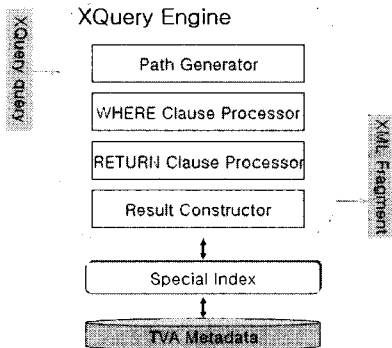 XQuery Engine
XQuery query
Path Generator
WHERE Clause Processor
RETURN Clause Processor
Result Constructor
XML Fragment
Special Index
TVA Metadata